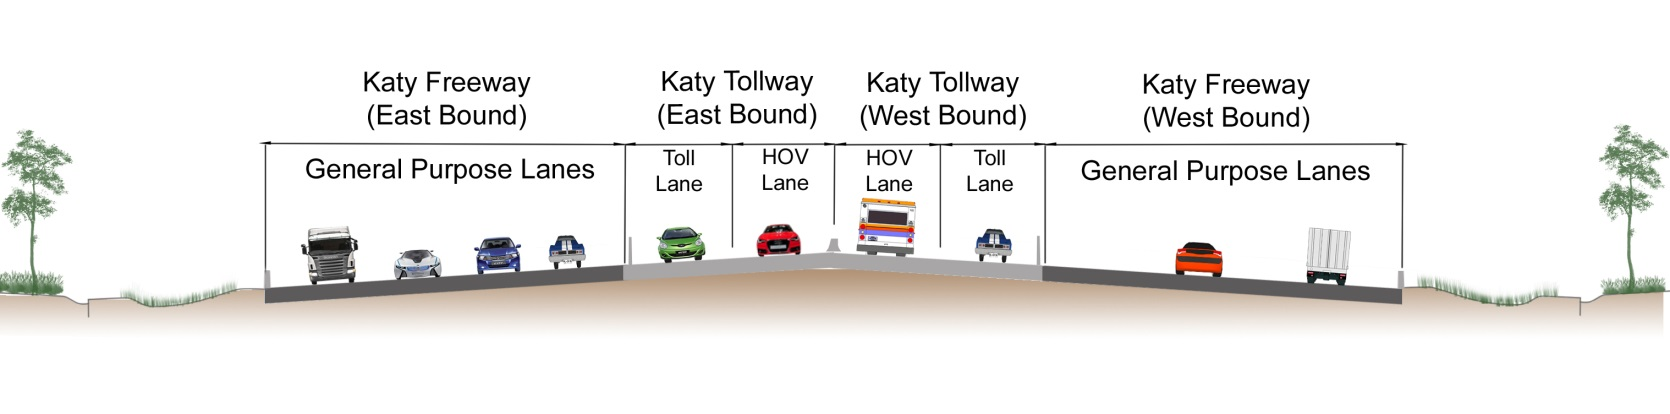 Katy Freeway
(East Bound)
Katy Tollway
(East Bound)
Katy Tollway
(West Bound)
Katy Freeway
(West Bound)
General Purpose Lanes
Toll
Lane
HOV
Lane
HOV
Lane
Toll
Lane
General Purpose Lanes